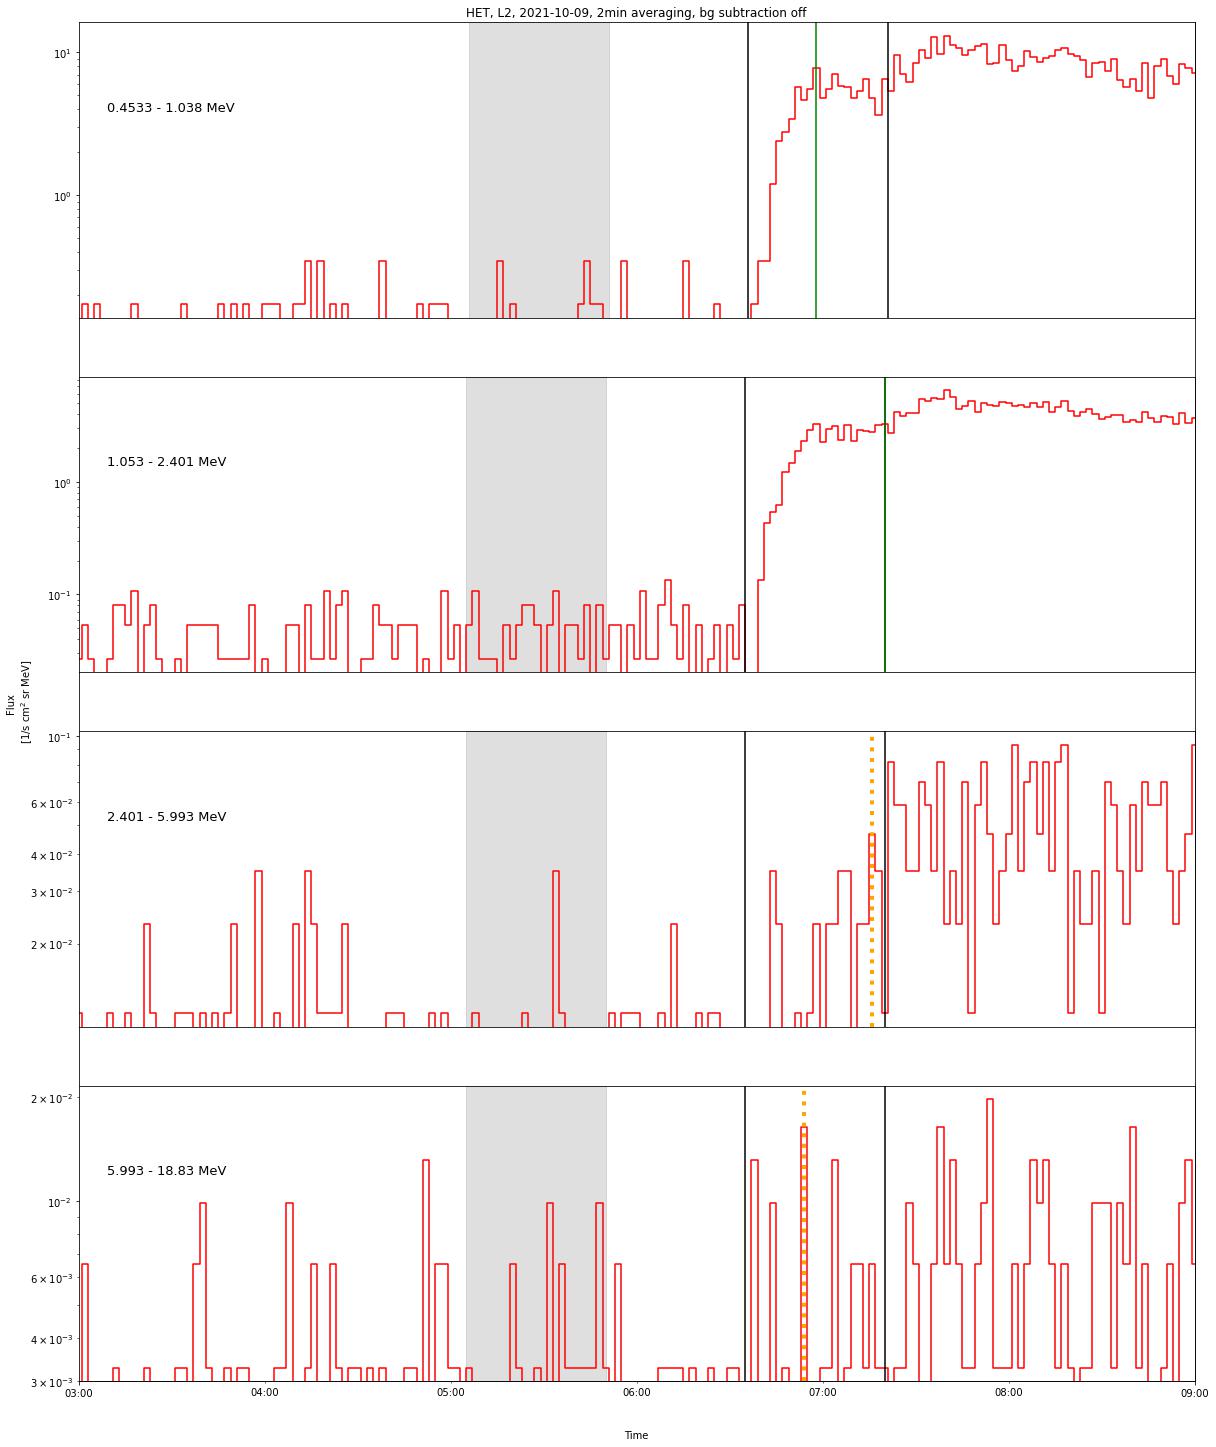 HET, L2, 2021-10-09, 2min averaging, bg subtraction off
10¹
0.4533 - 1.038 MeV
10⁰
1.053 - 2.401 MeV
10⁰
10⁻¹
Flux
[1/s cm² sr MeV]
10⁻¹
6 × 10⁻²
2.401 - 5.993 MeV
4 × 10⁻²
3 × 10⁻²
2 × 10⁻²
2 × 10⁻²
5.993 - 18.83 MeV
10⁻²
6 × 10⁻³
4 × 10⁻³
3 × 10⁻³
03:00 04:00 05:00 06:00 07:00 08:00 09:00
Time